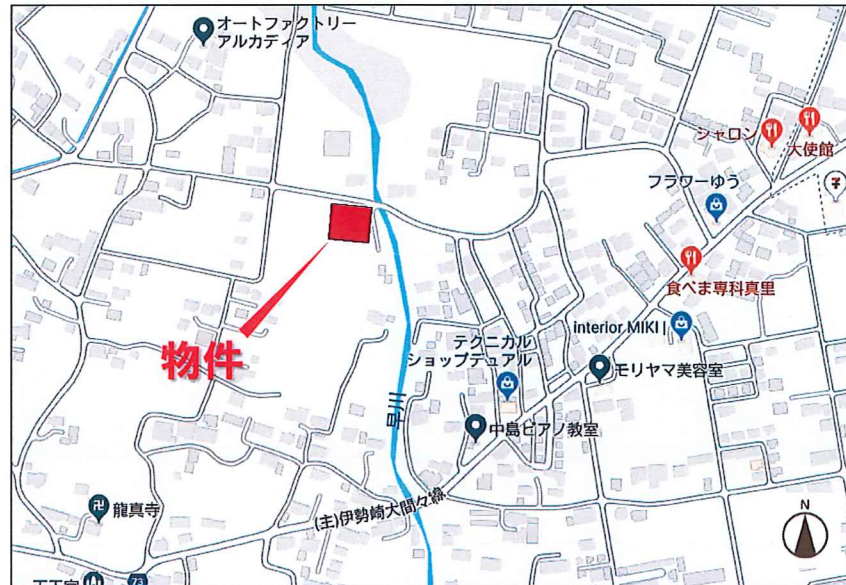 オートファクトリー
アルカディア
シャロン
大使館
フラワーゆう
食べま専科真里
interior MIKI |
テクニカル
ショップデュアル
モリヤマ美容室
物件
早川
中島ピアノ教室
(主)伊勢崎大間々線
龍真寺
卍
73
N